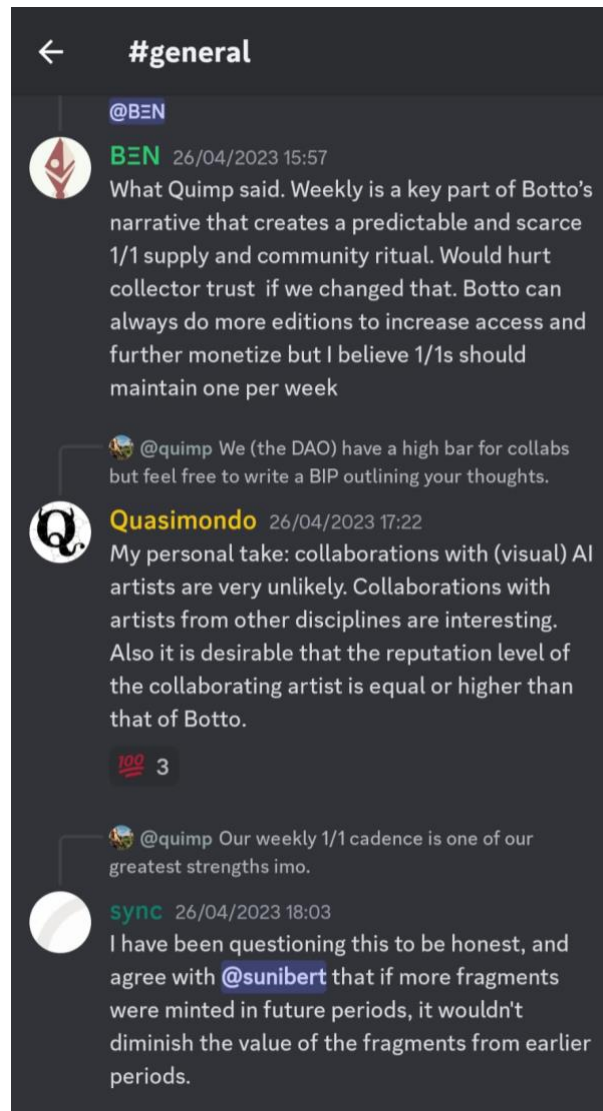 #general
@BΞN
BΞN 26/04/2023 15:57
What Quimp said. Weekly is a key part of Botto's
narrative that creates a predictable and scarce
1/1 supply and community ritual. Would hurt
collector trust  if we changed that. Botto can
always do more editions to increase access and
further monetize but I believe 1/1s should
maintain one per week
@quimp We (the DAO) have a high bar for collabs
but feel free to write a BIP outlining your thoughts.
Quasimondo 26/04/2023 17:22
My personal take: collaborations with (visual) AI
artists are very unlikely. Collaborations with
artists from other disciplines are interesting.
Also it is desirable that the reputation level of
the collaborating artist is equal or higher than
that of Botto.
💯 3
@quimp Our weekly 1/1 cadence is one of our
greatest strengths imo.
sync 26/04/2023 18:03
I have been questioning this to be honest, and
agree with @sunibert that if more fragments
were minted in future periods, it wouldn't
diminish the value of the fragments from earlier
periods.